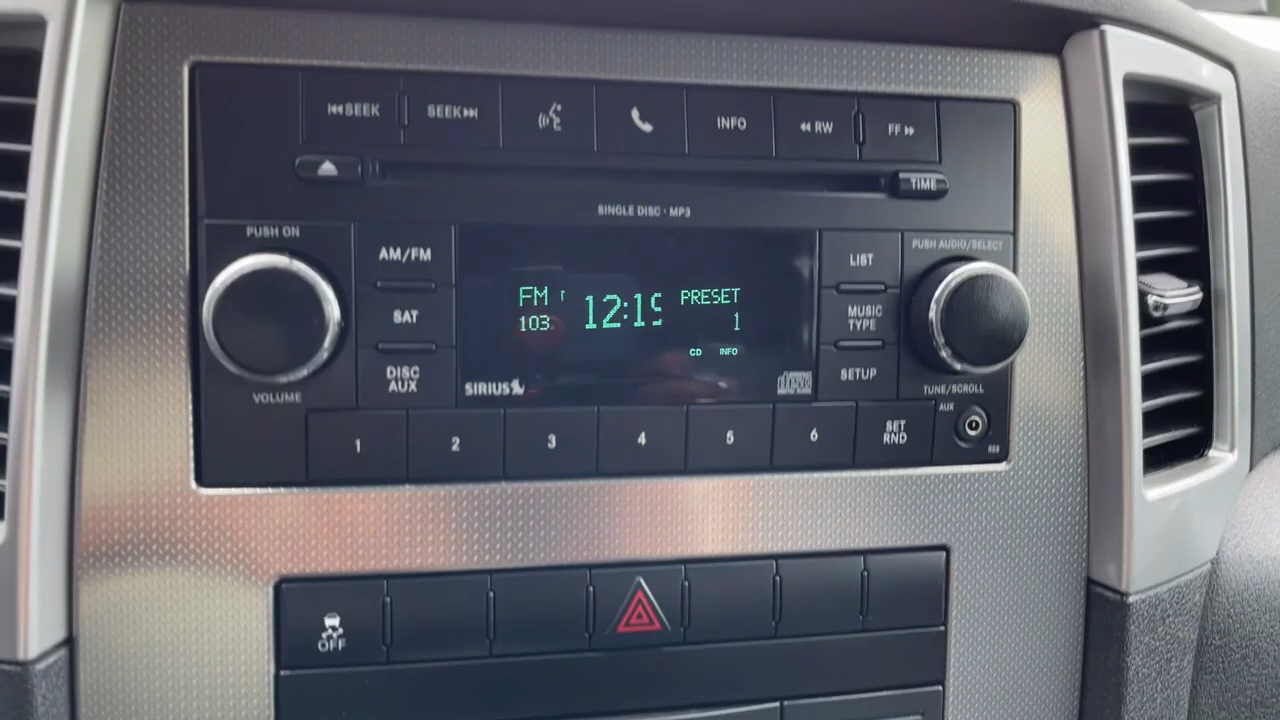 SEEK
SEEK
INFO
RW
FF
TIME
SINGLE DISC · MP3
PUSH ON
AM/FM
SAT
DISC
AUX
VOLUME
FM
103.
12:19
PRESET
1
CD INFO
SIRIUS
LIST
MUSIC
TYPE
SETUP
PUSH AUDIO/SELECT
TUNE/SCROLL
AUX
1
2
3
4
5
6
SET
RND
OFF